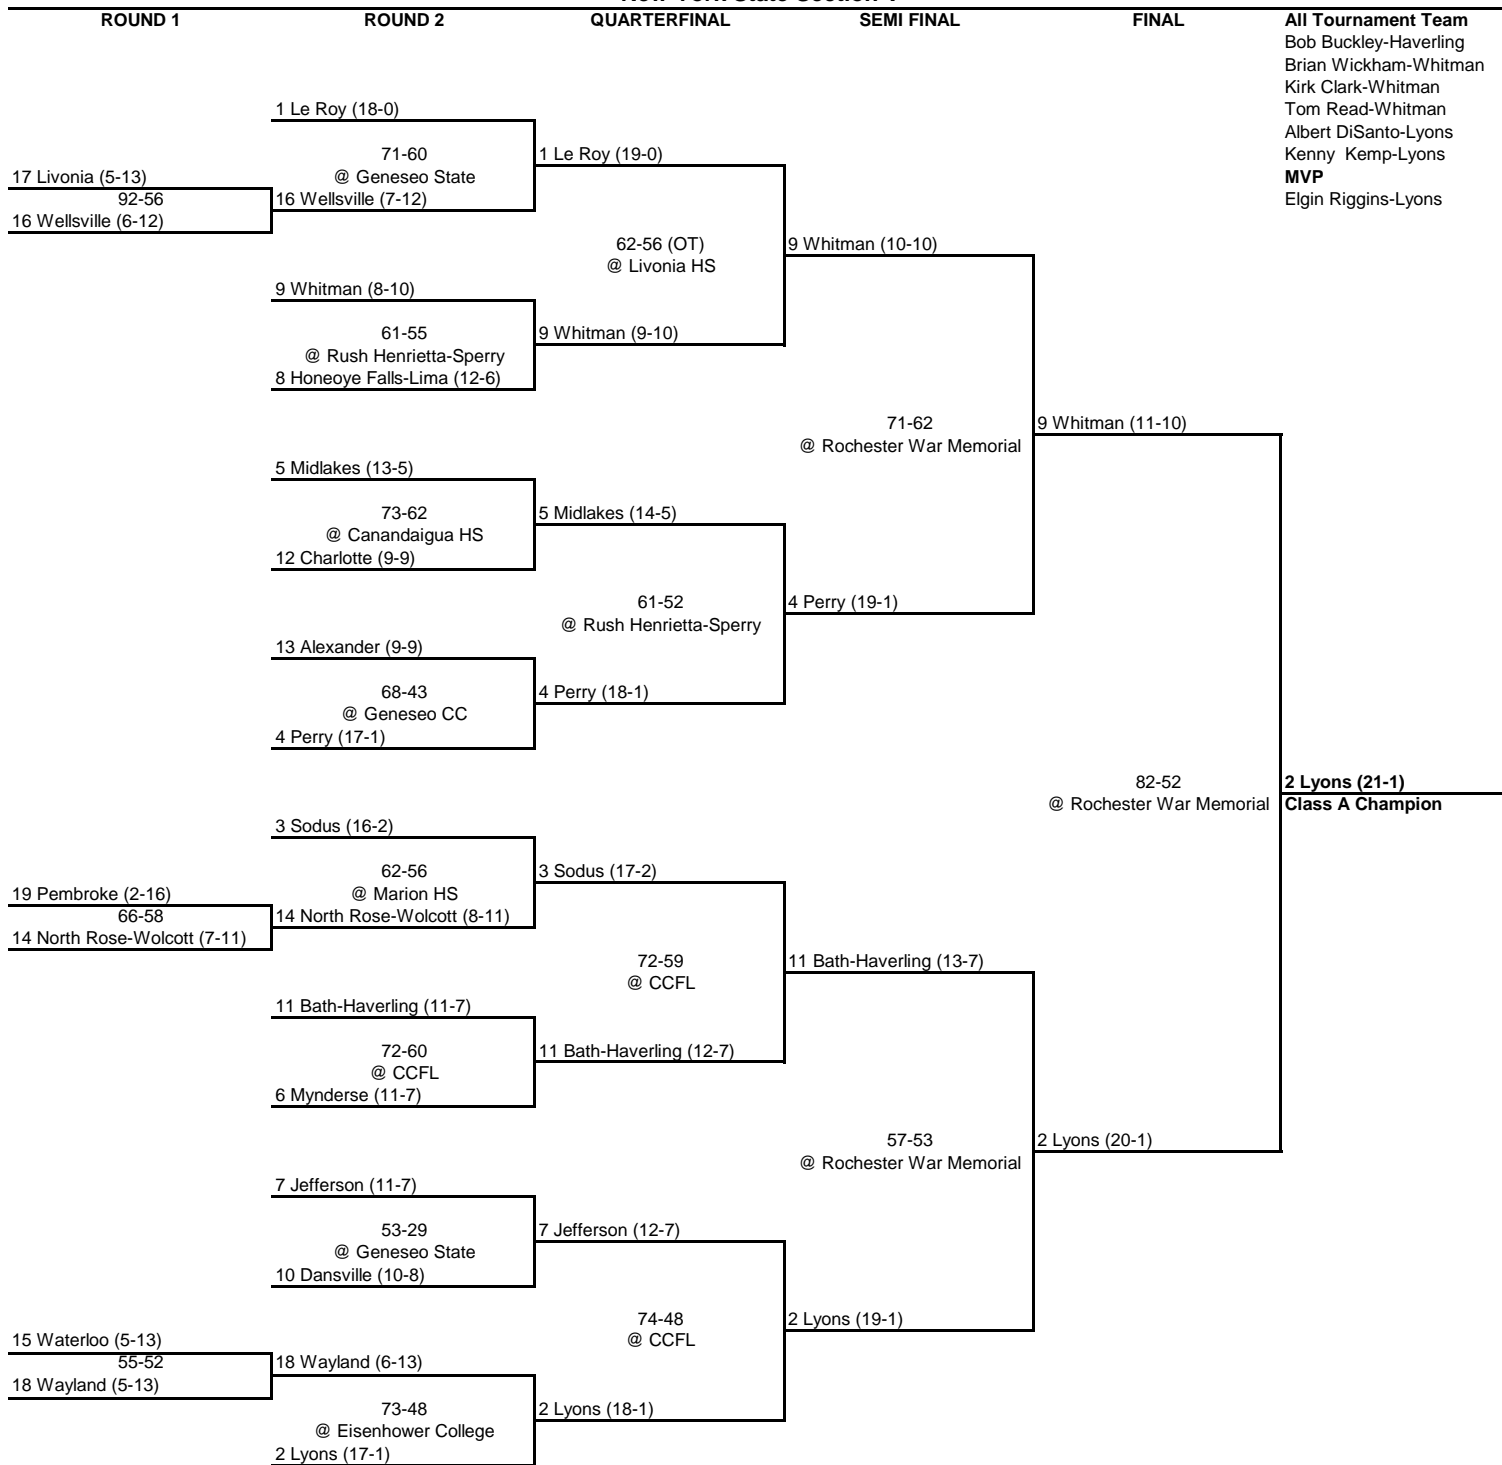 ROUND 1 ROUND 2 QUARTERFINAL SEMI FINAL FINAL All Tournament Team
Bob Buckley-Haverling
Brian Wickham-Whitman
Kirk Clark-Whitman
Tom Read-Whitman
Albert DiSanto-Lyons
Kenny Kemp-Lyons
MVP
Elgin Riggins-Lyons
17 Livonia (5-13)
92-56
16 Wellsville (6-12)
19 Pembroke (2-16)
66-58
14 North Rose-Wolcott (7-11)
15 Waterloo (5-13)
55-52
18 Wayland (5-13)
1 Le Roy (18-0)
71-60
@ Geneseo State
16 Wellsville (7-12)
9 Whitman (8-10)
61-55
@ Rush Henrietta-Sperry
8 Honeoye Falls-Lima (12-6)
5 Midlakes (13-5)
73-62
@ Canandaigua HS
12 Charlotte (9-9)
13 Alexander (9-9)
68-43
@ Geneseo CC
4 Perry (17-1)
3 Sodus (16-2)
62-56
@ Marion HS
14 North Rose-Wolcott (8-11)
11 Bath-Haverling (11-7)
72-60
@ CCFL
6 Mynderse (11-7)
7 Jefferson (11-7)
53-29
@ Geneseo State
10 Dansville (10-8)
18 Wayland (6-13)
73-48
@ Eisenhower College
2 Lyons (17-1)
1 Le Roy (19-0)
62-56 (OT)
@ Livonia HS
9 Whitman (9-10)
5 Midlakes (14-5)
61-52
@ Rush Henrietta-Sperry
4 Perry (18-1)
3 Sodus (17-2)
72-59
@ CCFL
11 Bath-Haverling (12-7)
7 Jefferson (12-7)
74-48
@ CCFL
2 Lyons (18-1)
9 Whitman (10-10)
71-62
@ Rochester War Memorial
4 Perry (19-1)
11 Bath-Haverling (13-7)
57-53
@ Rochester War Memorial
2 Lyons (19-1)
9 Whitman (11-10)
82-52
@ Rochester War Memorial
2 Lyons (20-1)
2 Lyons (21-1)
Class A Champion